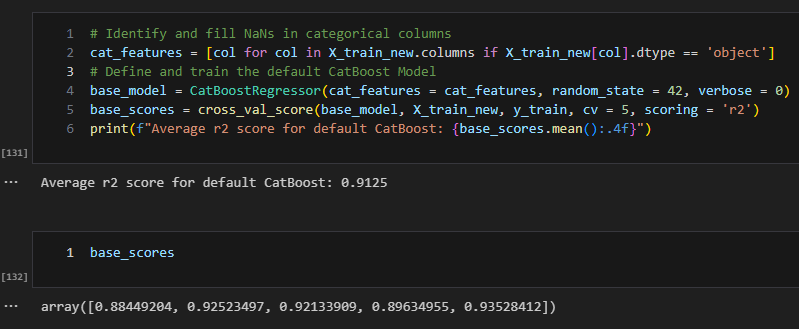 1 # Identify and fill NaNs in categorical columns
2 cat_features = [col for col in X_train_new.columns if X_train_new[col].dtype == 'object']
3 # Define and train the default CatBoost Model
4 base_model = CatBoostRegressor(cat_features = cat_features, random_state = 42, verbose = 0)
5 base_scores = cross_val_score(base_model, X_train_new, y_train, cv = 5, scoring = 'r2')
6 print(f"Average r2 score for default CatBoost: {base_scores.mean():.4f}")
[131]
... Average r2 score for default CatBoost: 0.9125
1 base_scores
[132]
... array([0.88449204, 0.92523497, 0.92133909, 0.89634955, 0.93528412])